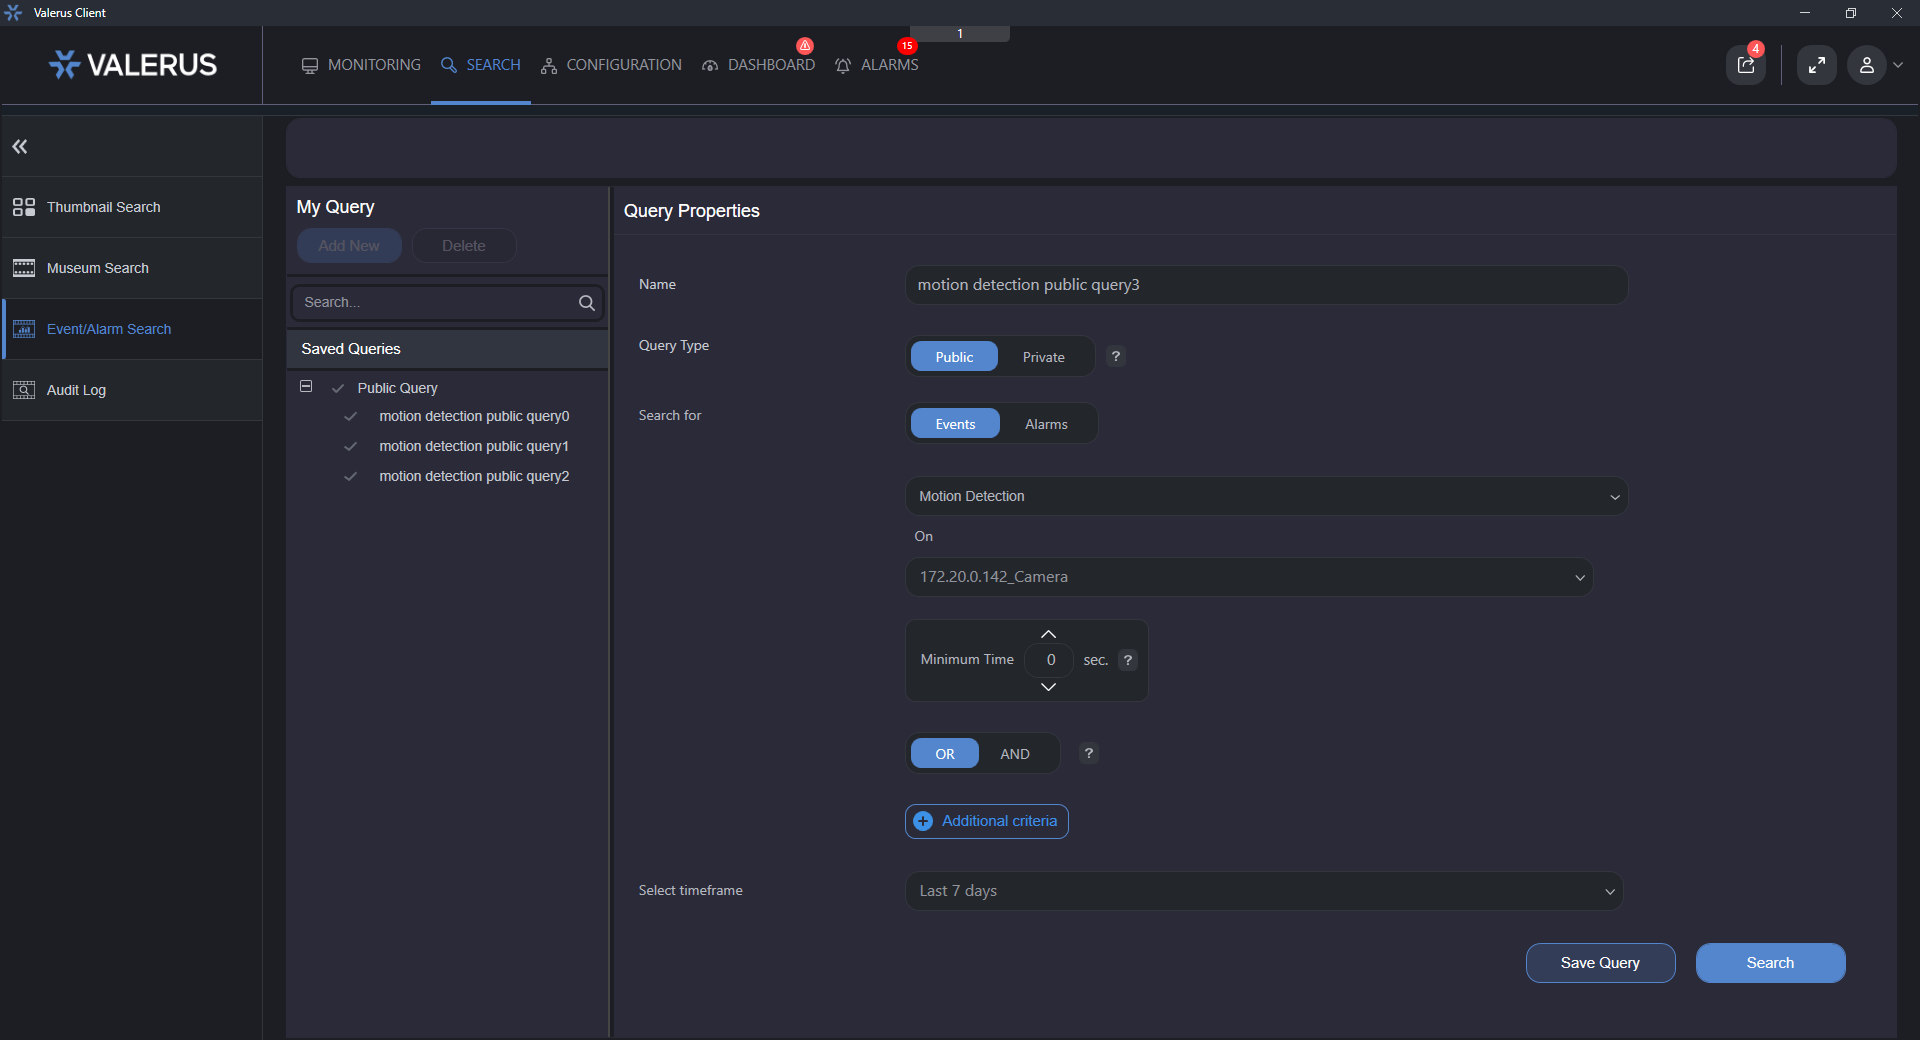 Valerus Client
VALERUS
MONITORING
SEARCH
CONFIGURATION
DASHBOARD
15
ALARMS
1
4
Thumbnail Search
Museum Search
Event/Alarm Search
Audit Log
My Query
Add New
Delete
Search...
Saved Queries
Public Query
motion detection public query0
motion detection public query1
motion detection public query2
Query Properties
Name
motion detection public query3
Query Type
Public
Private
?
Search for
Events
Alarms
Motion Detection
On
172.20.0.142_Camera
Minimum Time
0
sec.
?
OR
AND
?
Additional criteria
Select timeframe
Last 7 days
Save Query
Search